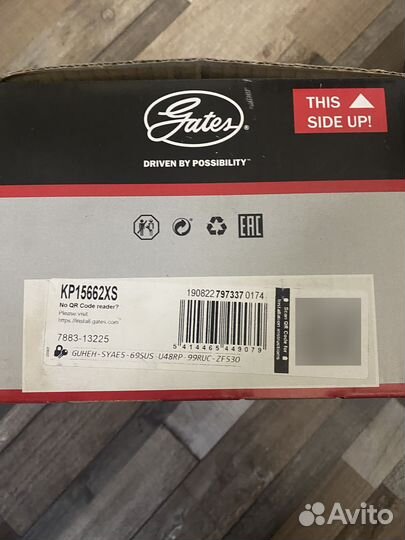 Gates
DRIVEN BY POSSIBILITY™
THIS
SIDE UP!
EAC
KP15662XS
No QR Code reader?
Please visit
https://install.gates.com
7883-13225
GUHEH-5YAE5-69SUS-U48RP-99RUC-ZF530
190822 797337 0174
5 414465 449079
Scan QR Code for
Installation instructions
Avito